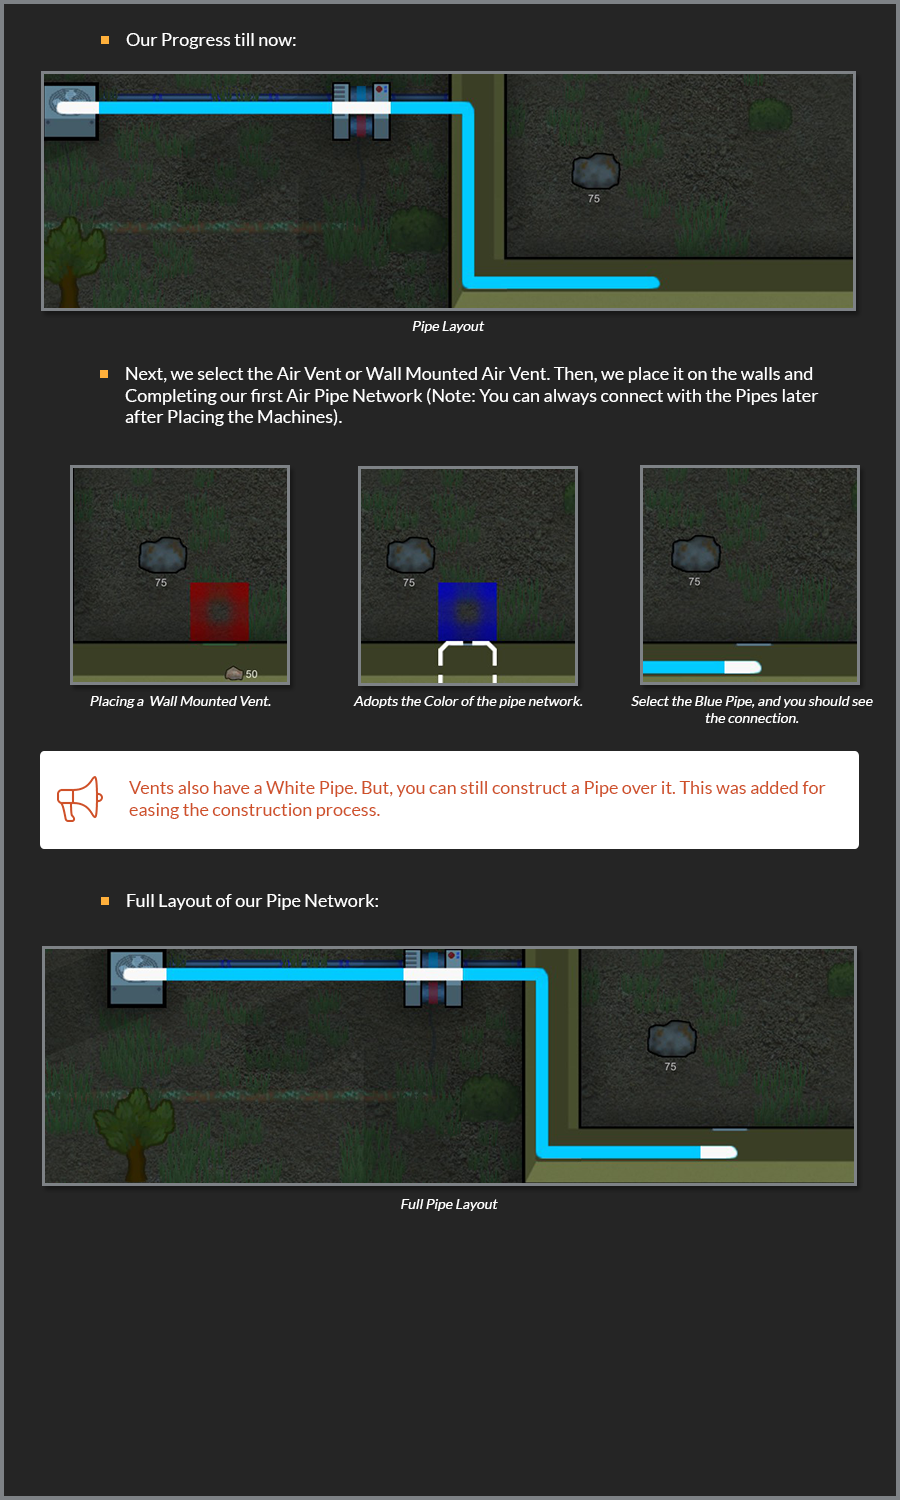 Our Progress till now:
75
Pipe Layout
Next, we select the Air Vent or Wall Mounted Air Vent. Then, we place it on the walls and
Completing our first Air Pipe Network (Note: You can always connect with the Pipes later
after Placing the Machines).
75
50
Placing a  Wall Mounted Vent.
75
Adopts the Color of the pipe network.
75
Select the Blue Pipe, and you should see
the connection.
Vents also have a White Pipe. But, you can still construct a Pipe over it. This was added for
easing the construction process.
Full Layout of our Pipe Network:
75
Full Pipe Layout